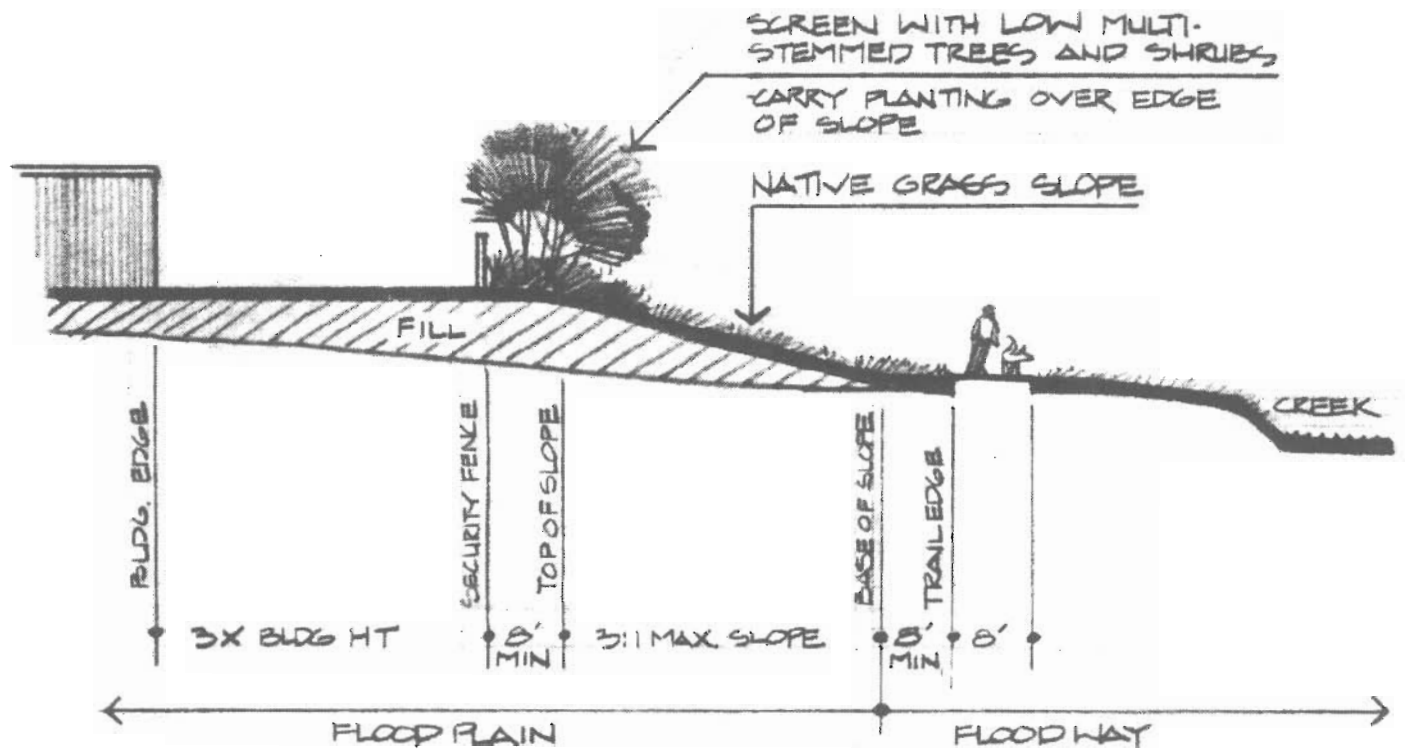 SCREEN WITH LOW MULTI-
STEMMED TREES AND SHRUBS
CARRY PLANTING OVER EDGE
OF SLOPE
NATIVE GRASS SLOPE
FILL
CREEK
BLDG. EDGE
SECURITY FENCE
TOP OF SLOPE
BASE OF SLOPE
TRAIL EDGE
3X BLDG HT
8'
MIN
3:1 MAX. SLOPE
8'
MIN
8'
FLOOD PLAIN
FLOOD WAY